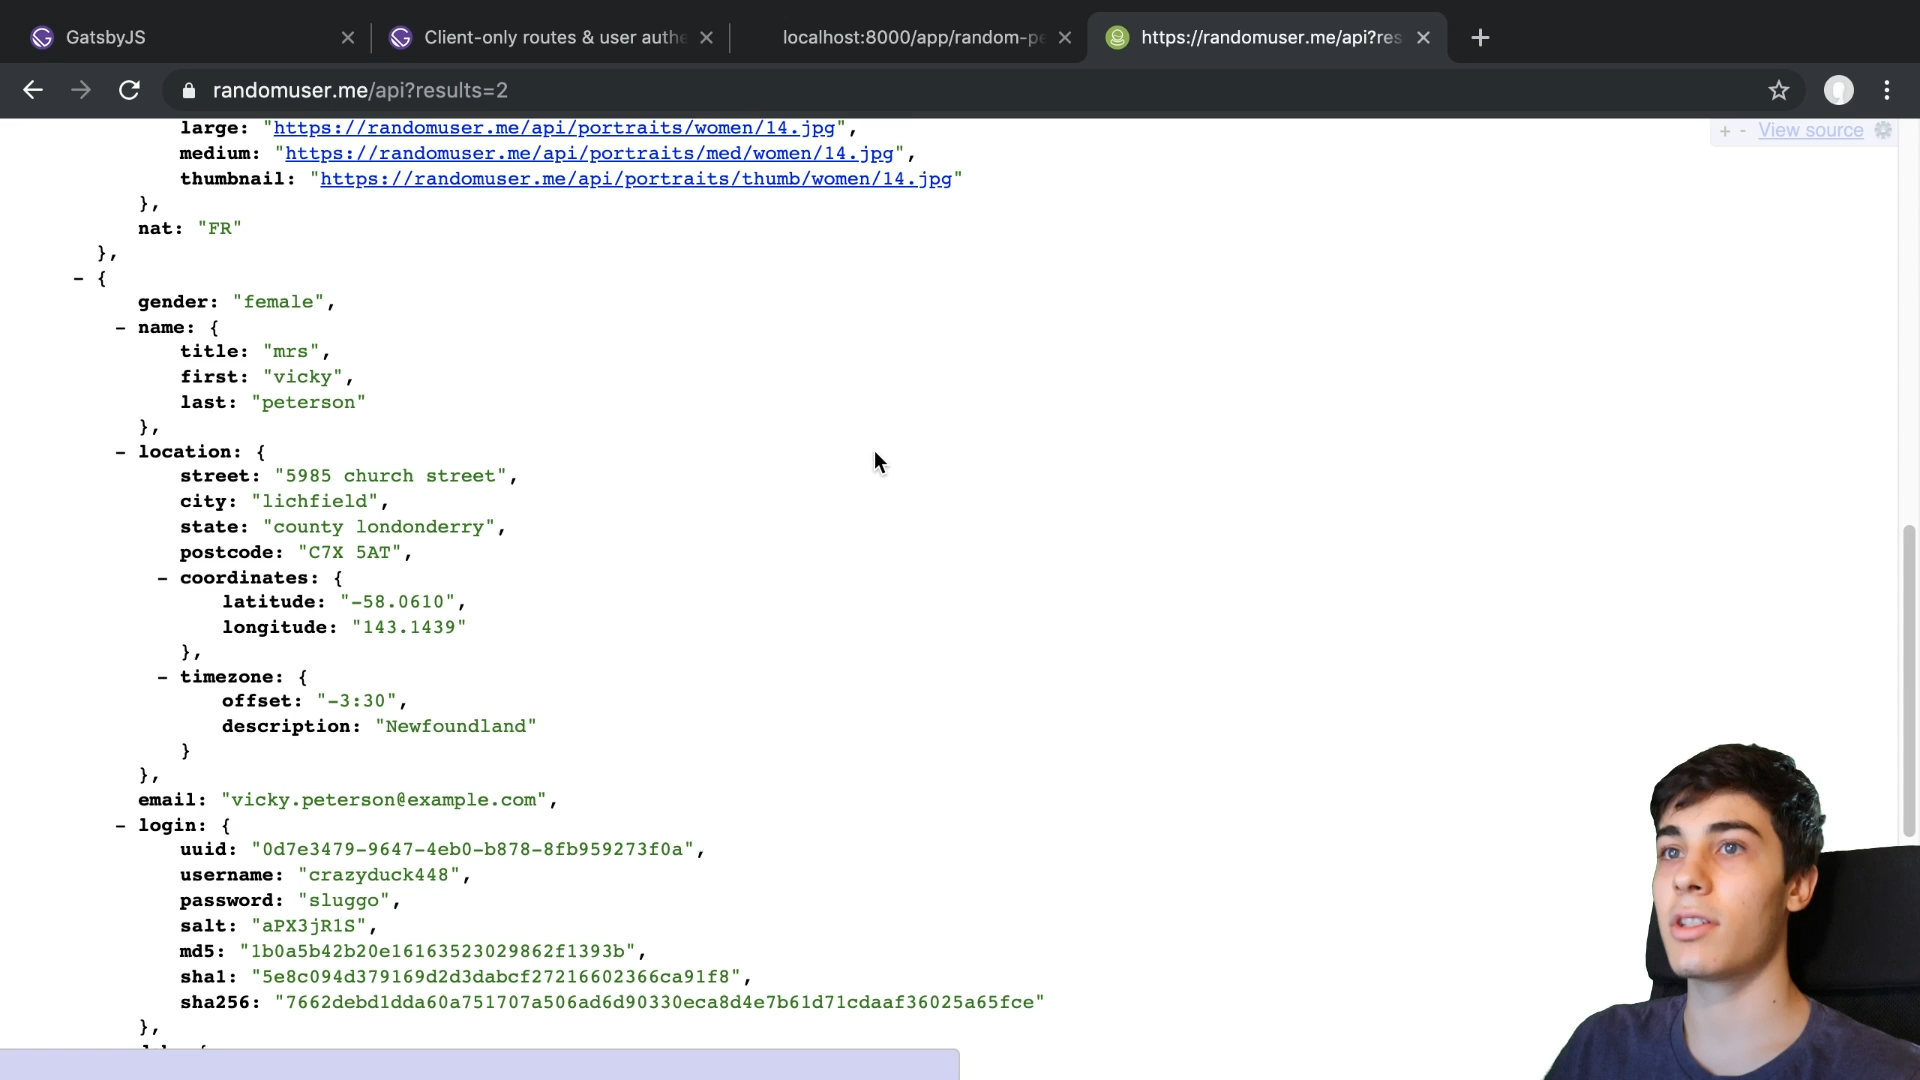 GatsbyJS
Client-only routes & user authe
localhost:8000/app/random-pe
https://randomuser.me/api?res
randomuser.me/api?results=2
+ - View source
large: "https://randomuser.me/api/portraits/women/14.jpg",
medium: "https://randomuser.me/api/portraits/med/women/14.jpg",
thumbnail: "https://randomuser.me/api/portraits/thumb/women/14.jpg"
},
nat: "FR"
},
- {
gender: "female",
- name: {
title: "mrs",
first: "vicky",
last: "peterson"
},
- location: {
street: "5985 church street",
city: "lichfield",
state: "county londonderry",
postcode: "C7X 5AT",
- coordinates: {
latitude: "-58.0610",
longitude: "143.1439"
},
- timezone: {
offset: "-3:30",
description: "Newfoundland"
}
},
email: "vicky.peterson@example.com",
- login: {
uuid: "0d7e3479-9647-4eb0-b878-8fb959273f0a",
username: "crazyduck448",
password: "sluggo",
salt: "aPX3jR1S",
md5: "1b0a5b42b20e16163523029862f1393b",
sha1: "5e8c094d379169d2d3dabcf27216602366ca91f8",
sha256: "7662debd1dda60a751707a506ad6d90330eca8d4e7b61d71cdaaf36025a65fce"
},